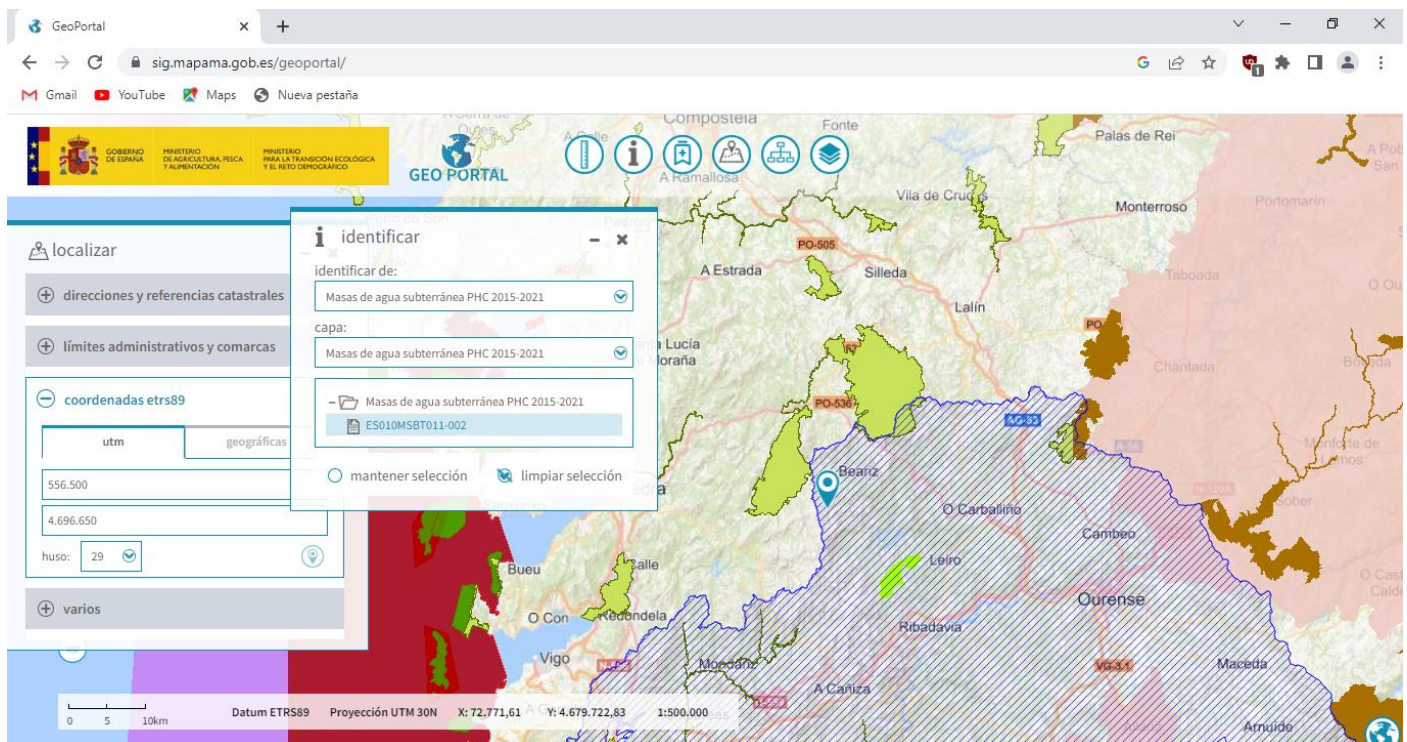 GeoPortal
sig.mapama.gob.es/geoportal/
1
Gmail YouTube Maps Nueva pestaña
GOBIERNO DE ESPAÑA
MINISTERIO DE AGRICULTURA, PESCA Y ALIMENTACIÓN
MINISTERIO PARA LA TRANSICIÓN ECOLÓGICA Y EL RETO DEMOGRÁFICO
GEO PORTAL
localizar
direcciones y referencias catastrales
límites administrativos y comarcas
coordenadas etrs89
utm geográficas
556.500
4.696.650
huso: 29
varios
identificar
identificar de:
Masas de agua subterránea PHC 2015-2021
capa:
Masas de agua subterránea PHC 2015-2021
Masas de agua subterránea PHC 2015-2021
ES010MSBT011-002
mantener selección limpiar selección
Compostela
Fonte
Palas de Rei
A Ramallosa
Vila de Cruces
Monterroso
Portomarín
PO-505
A Estrada
Silleda
Taboada
Lalín
Chantada
PO-536
AG-53
Monforte de Lemos
Beariz
O Carballiño
Sober
Cambeo
Leiro
Bueu
Ourense
O Con
Redondela
Ribadavia
Vigo
Mondariz
VG-3.1
Maceda
A Cañiza
0 5 10km
Datum ETRS89 Proyección UTM 30N X: 72.771,61 Y: 4.679.722,83 1:500.000